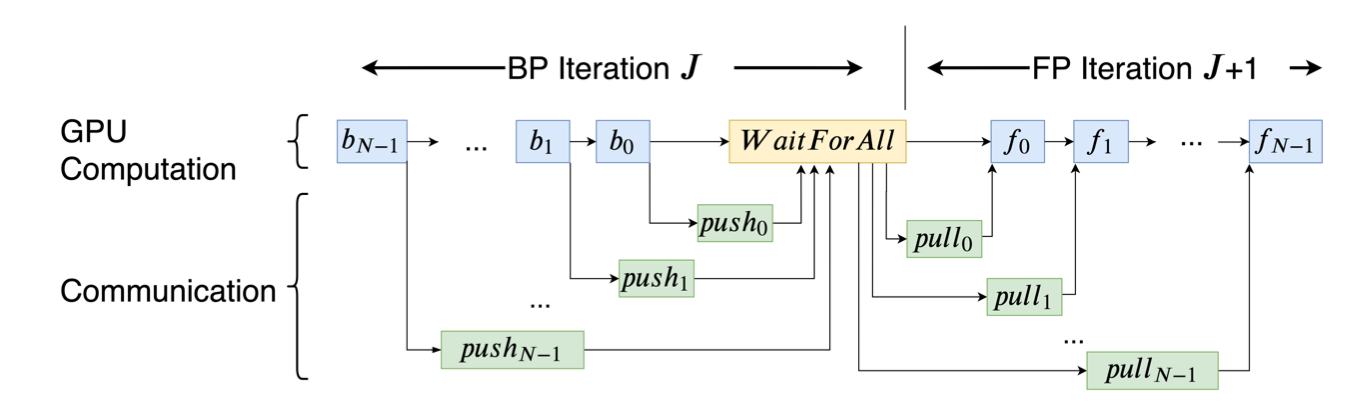 BP Iteration J
FP Iteration J+1
GPU
Computation
b_{N-1}
...
b_1
b_0
WaitForAll
f_0
f_1
...
f_{N-1}
Communication
push_0
pull_0
push_1
pull_1
...
...
push_{N-1}
pull_{N-1}